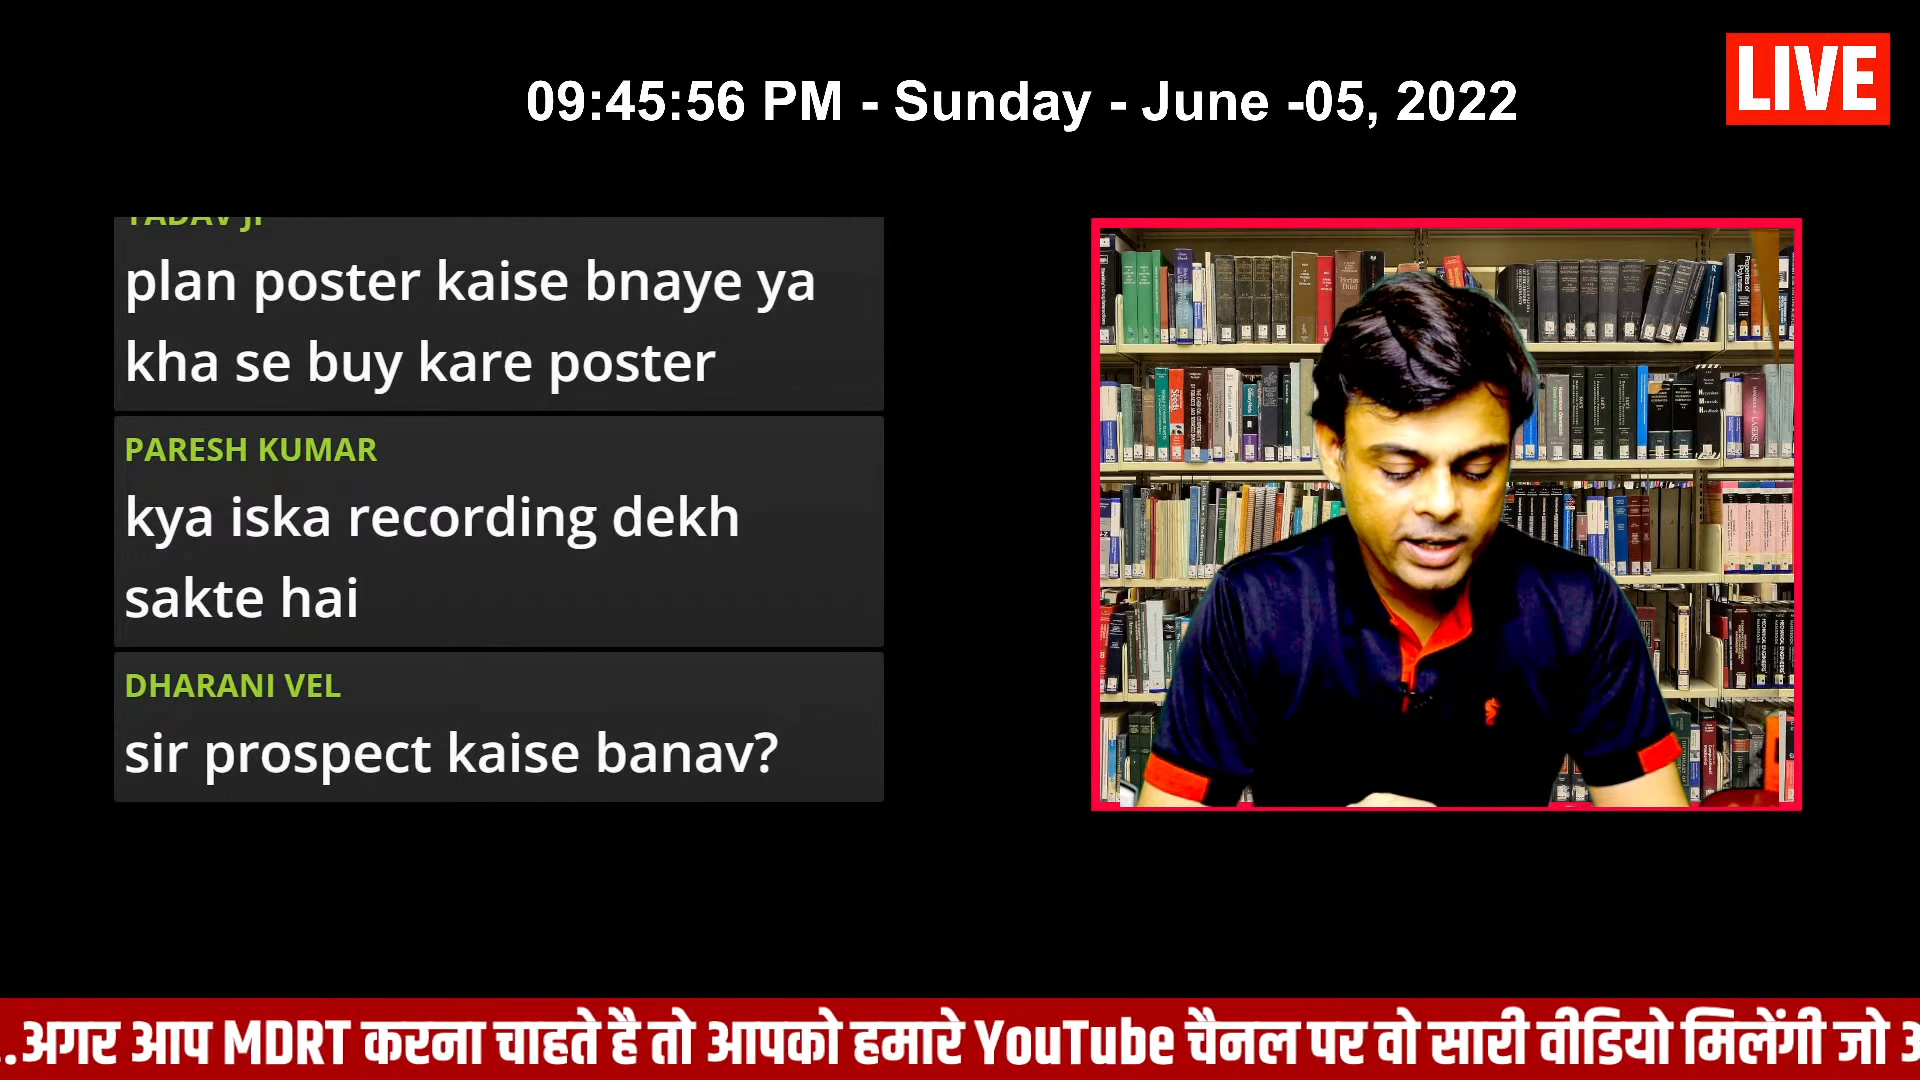 09:45:56 PM - Sunday - June -05, 2022
LIVE
YADAV JI
plan poster kaise bnaye ya
kha se buy kare poster
PARESH KUMAR
kya iska recording dekh
sakte hai
DHARANI VEL
sir prospect kaise banav?
..अगर आप MDRT करना चाहते है तो आपको हमारे YouTube चैनल पर वो सारी वीडियो मिलेंगी जो